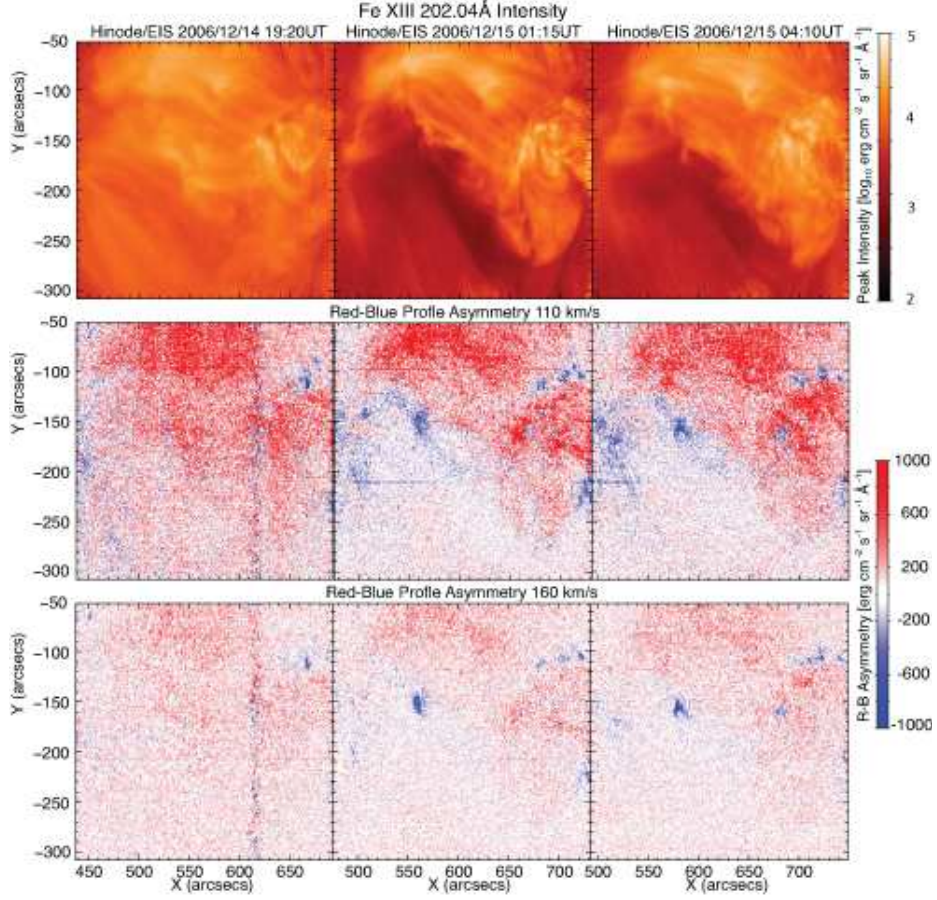 Fe XIII 202.04Å Intensity
Hinode/EIS 2006/12/14 19:20UT Hinode/EIS 2006/12/15 01:15UT Hinode/EIS 2006/12/15 04:10UT
-50
-100
-150
-200
-250
-300
Y (arcsecs)
5
4
3
2
Peak Intensity [log₁₀ erg cm⁻² s⁻¹ sr⁻¹ Å⁻¹]
Red-Blue Profle Asymmetry 110 km/s
-50
-100
-150
-200
-250
-300
Y (arcsecs)
Red-Blue Profle Asymmetry 160 km/s
-50
-100
-150
-200
-250
-300
Y (arcsecs)
1000
600
200
-200
-600
-1000
R-B Asymmetry [erg cm⁻² s⁻¹ sr⁻¹ Å⁻¹]
450 500 550 600 650 500 550 600 650 700 500 550 600 650 700
X (arcsecs) X (arcsecs) X (arcsecs)